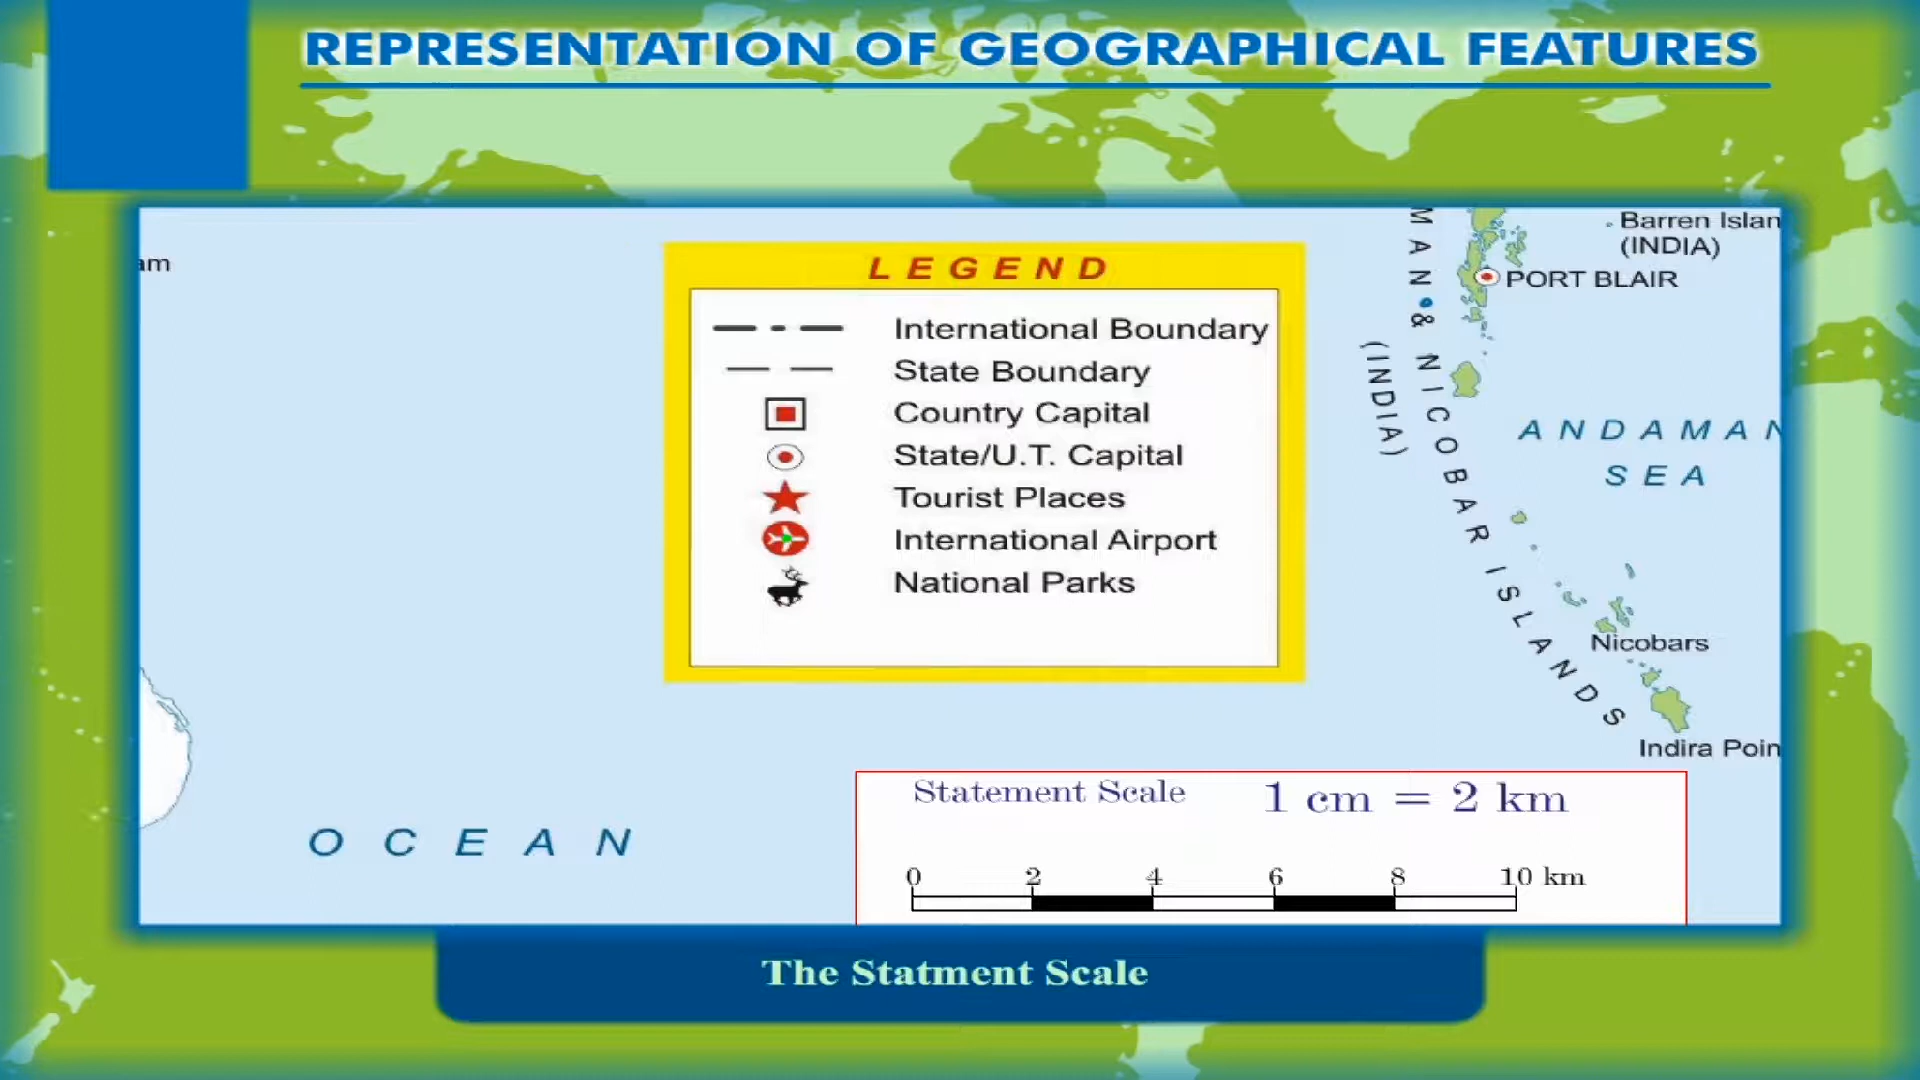 REPRESENTATION OF GEOGRAPHICAL FEATURES
am
LEGEND
International Boundary
State Boundary
Country Capital
State/U.T. Capital
Tourist Places
International Airport
National Parks
Barren Islan
(INDIA)
PORT BLAIR
MAN & NICOBAR ISLANDS
(INDIA)
ANDAMAN
SEA
Nicobars
Indira Poin
OCEAN
Statement Scale 1 cm = 2 km
0 2 4 6 8 10 km
The Statment Scale